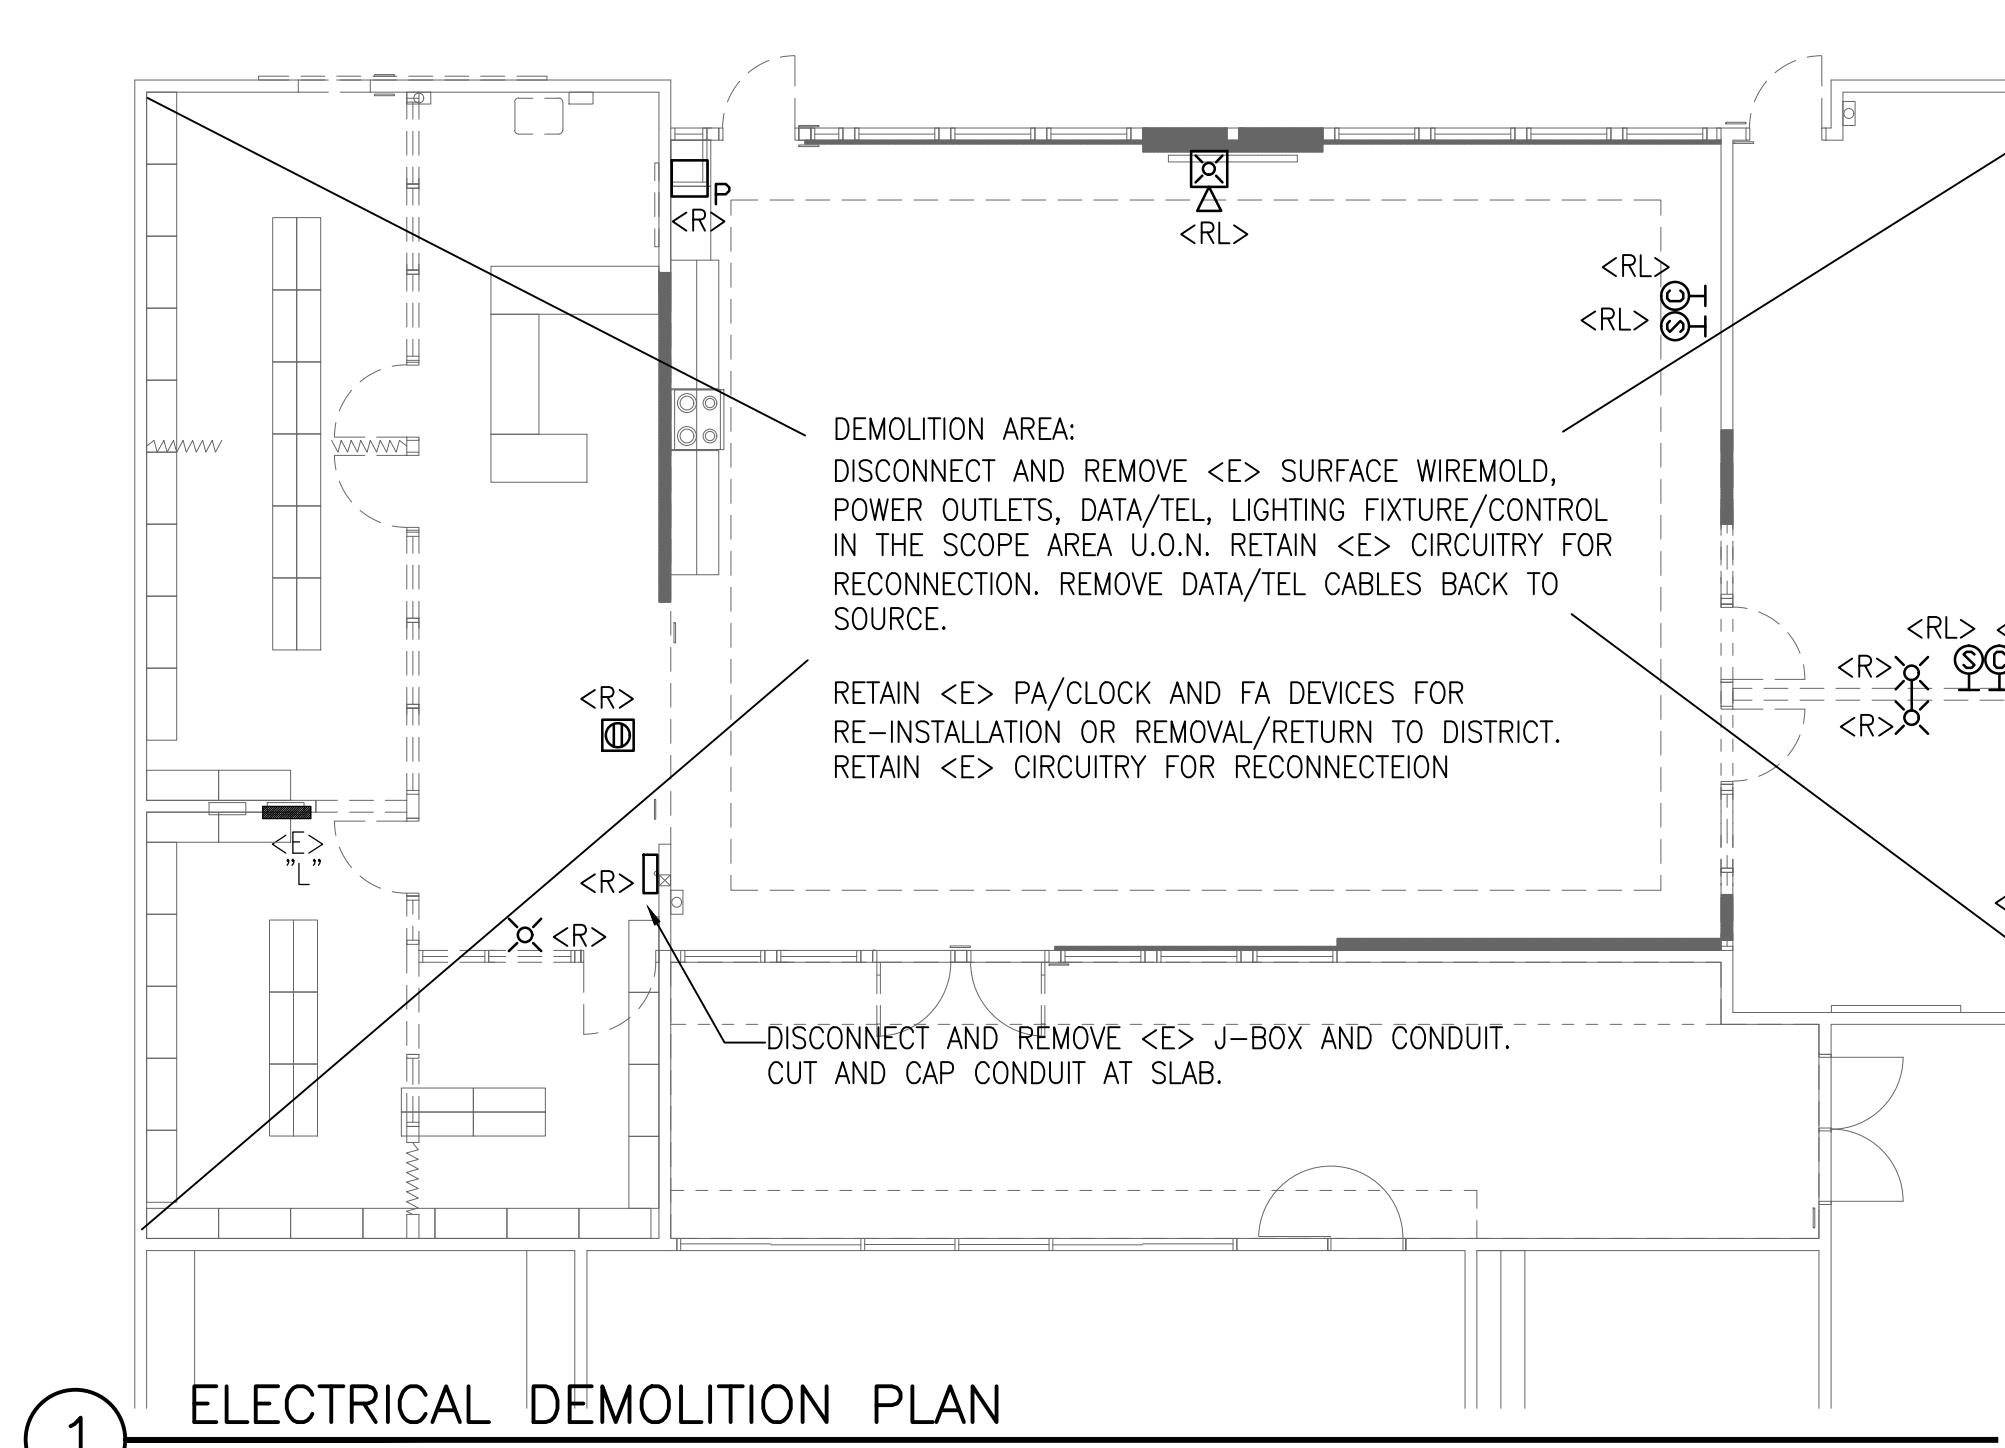 P
<R>
<RL>
<RL>
C
<RL>
S
DEMOLITION AREA:
DISCONNECT AND REMOVE <E> SURFACE WIREMOLD,
POWER OUTLETS, DATA/TEL, LIGHTING FIXTURE/CONTROL
IN THE SCOPE AREA U.O.N. RETAIN <E> CIRCUITRY FOR
RECONNECTION. REMOVE DATA/TEL CABLES BACK TO
SOURCE.
RETAIN <E> PA/CLOCK AND FA DEVICES FOR
RE-INSTALLATION OR REMOVAL/RETURN TO DISTRICT.
RETAIN <E> CIRCUITRY FOR RECONNECTEION
<RL> <
<R>
S C
<R>
<R>
<E>
"L"
<R>
<R>
<
DISCONNECT AND REMOVE <E> J-BOX AND CONDUIT.
CUT AND CAP CONDUIT AT SLAB.
1
ELECTRICAL DEMOLITION PLAN